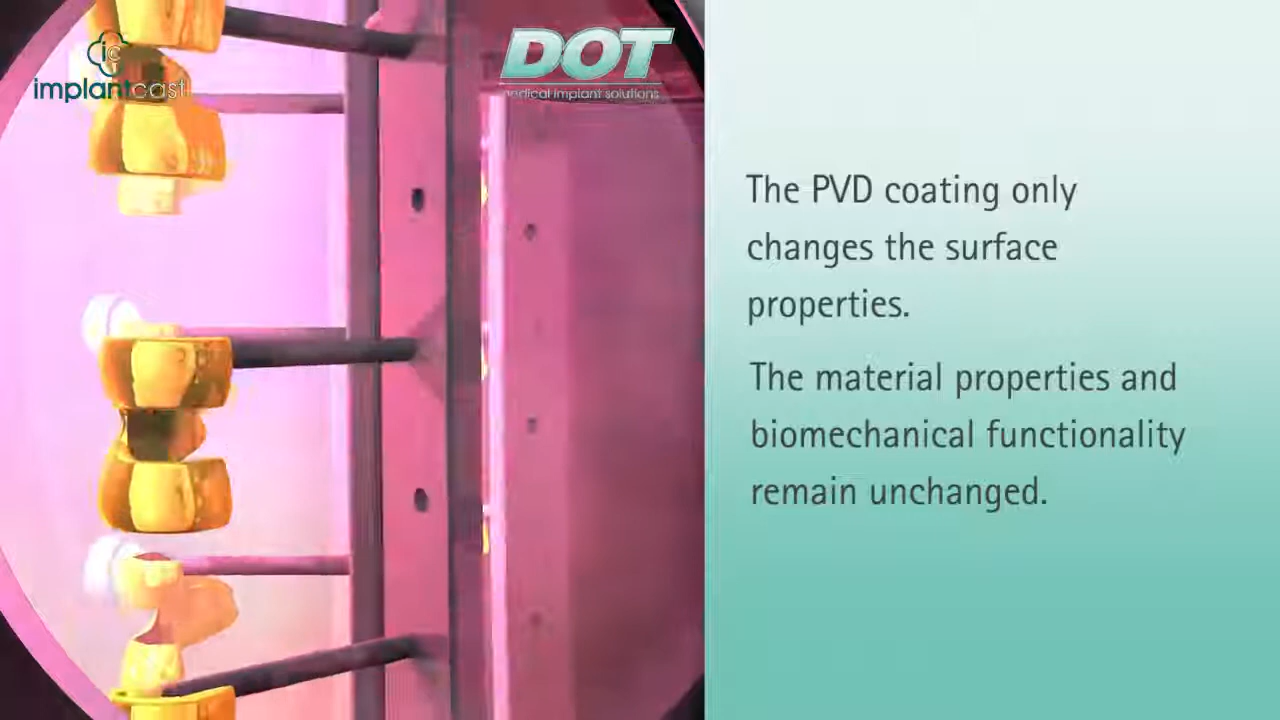 ic
implantcast
DOT
medical implant solutions
The PVD coating only
changes the surface
properties.
The material properties and
biomechanical functionality
remain unchanged.